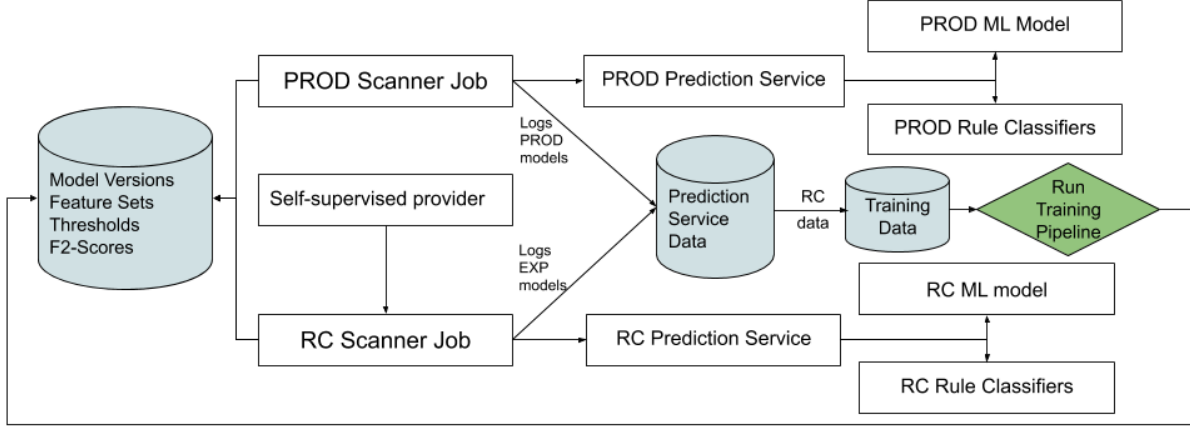 PROD ML Model
PROD Scanner Job
PROD Prediction Service
PROD Rule Classifiers
Logs
PROD
models
Model Versions
Feature Sets
Thresholds
F2-Scores
Self-supervised provider
Prediction
Service
Data
RC
data
Training
Data
Run
Training
Pipeline
Logs
EXP
models
RC ML model
RC Scanner Job
RC Prediction Service
RC Rule Classifiers